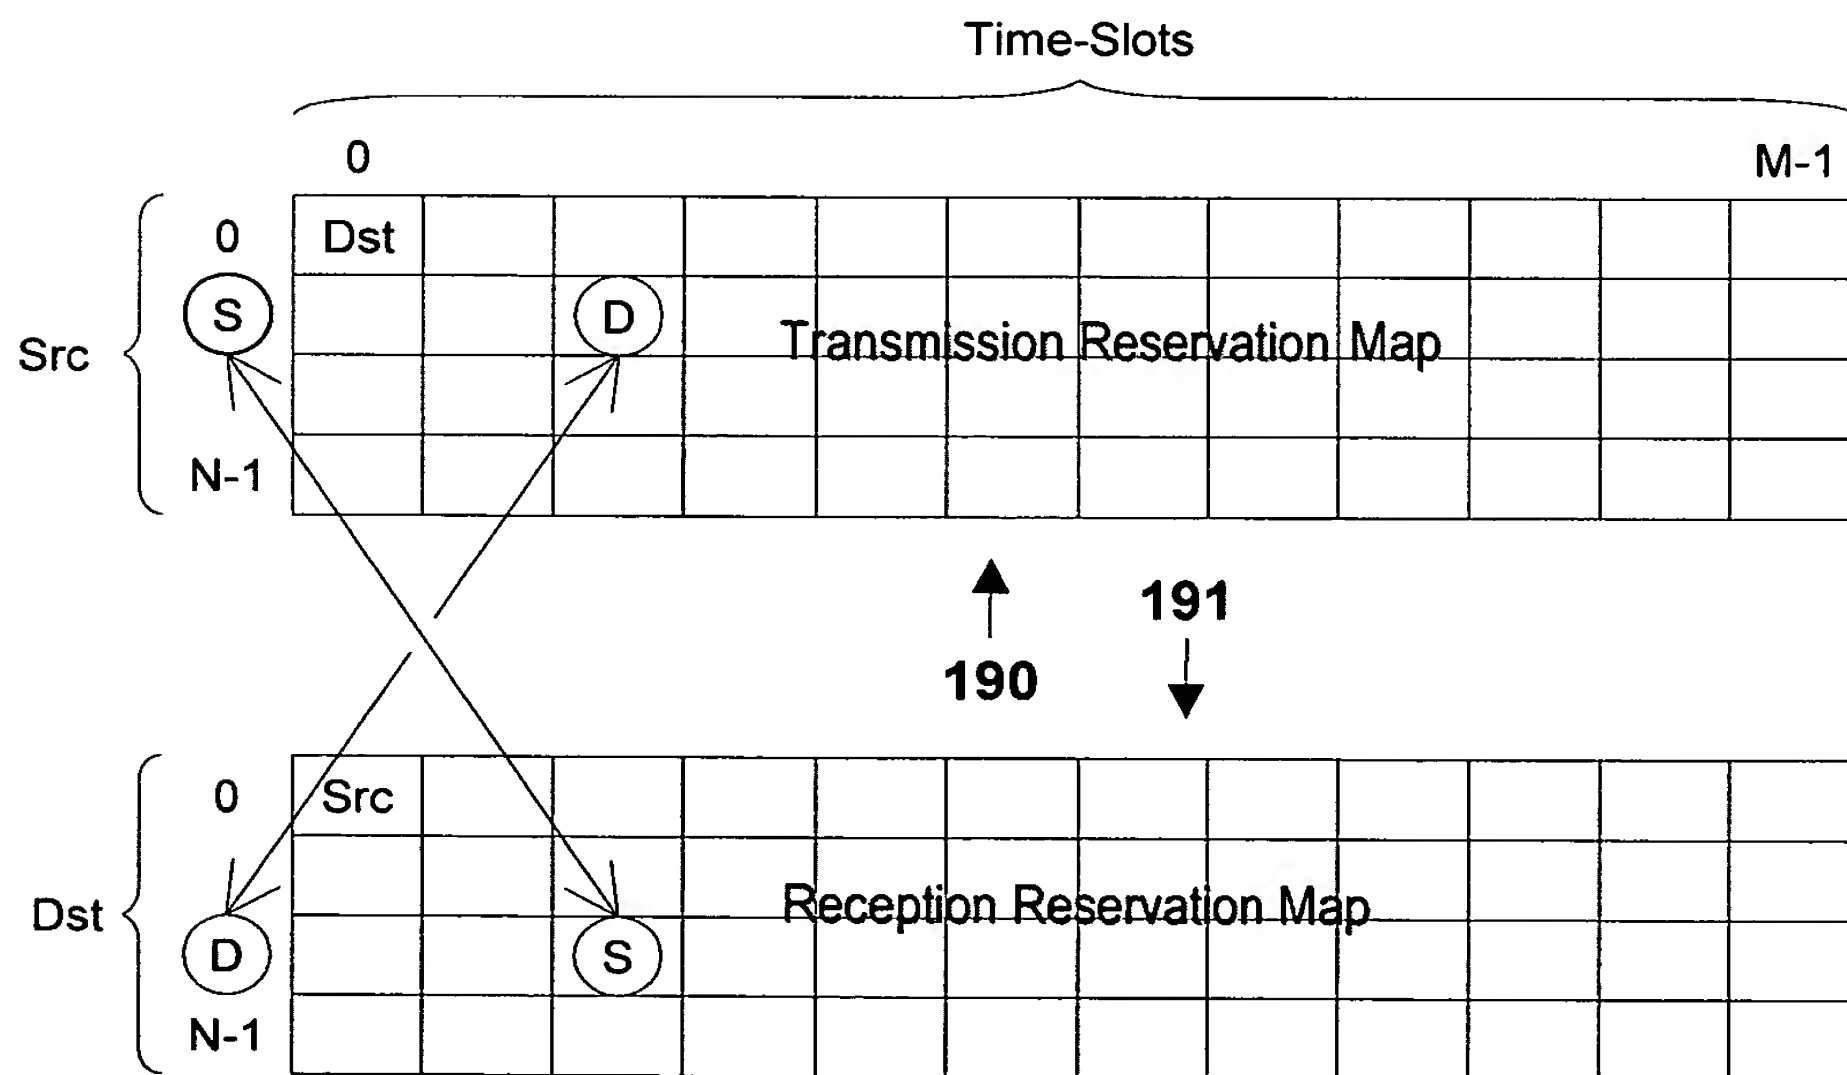 Time-Slots
0 M-1
0 Dst
S D
Transmission Reservation Map
Src
N-1
191
190
0 Src
Reception Reservation Map
Dst
D S
N-1